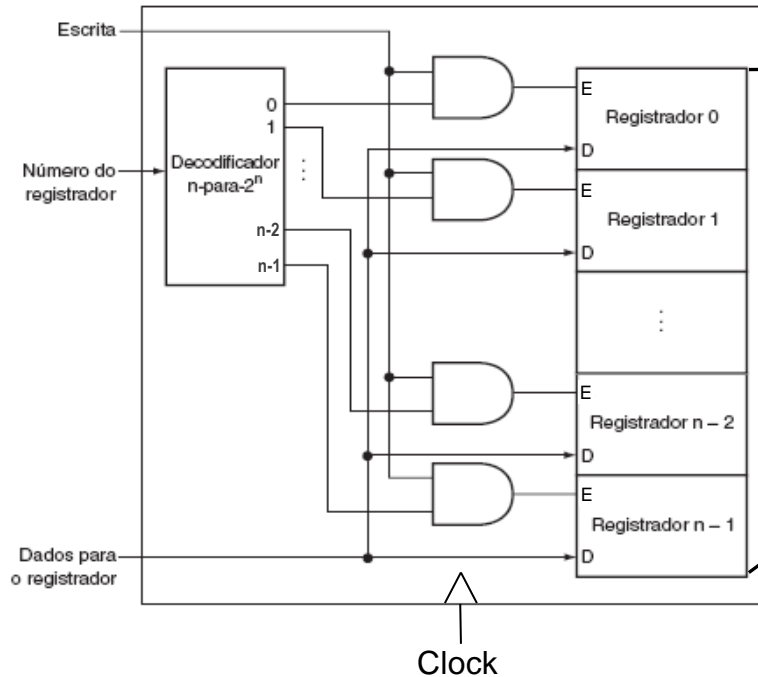 Escrita
Número do
registrador
Dados para
o registrador
Decodificador
n-para-2ⁿ
0
1
⋮
n-2
n-1
E
Registrador 0
D
E
Registrador 1
D
⋮
E
Registrador n – 2
D
E
Registrador n – 1
D
Clock